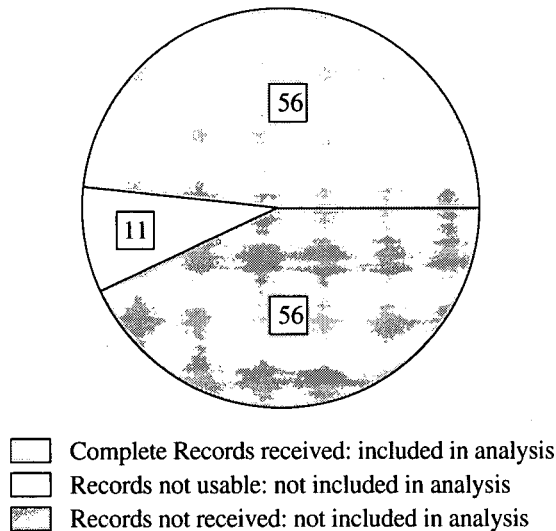 56
11
56
Complete Records received: included in analysis
Records not usable: not included in analysis
Records not received: not included in analysis